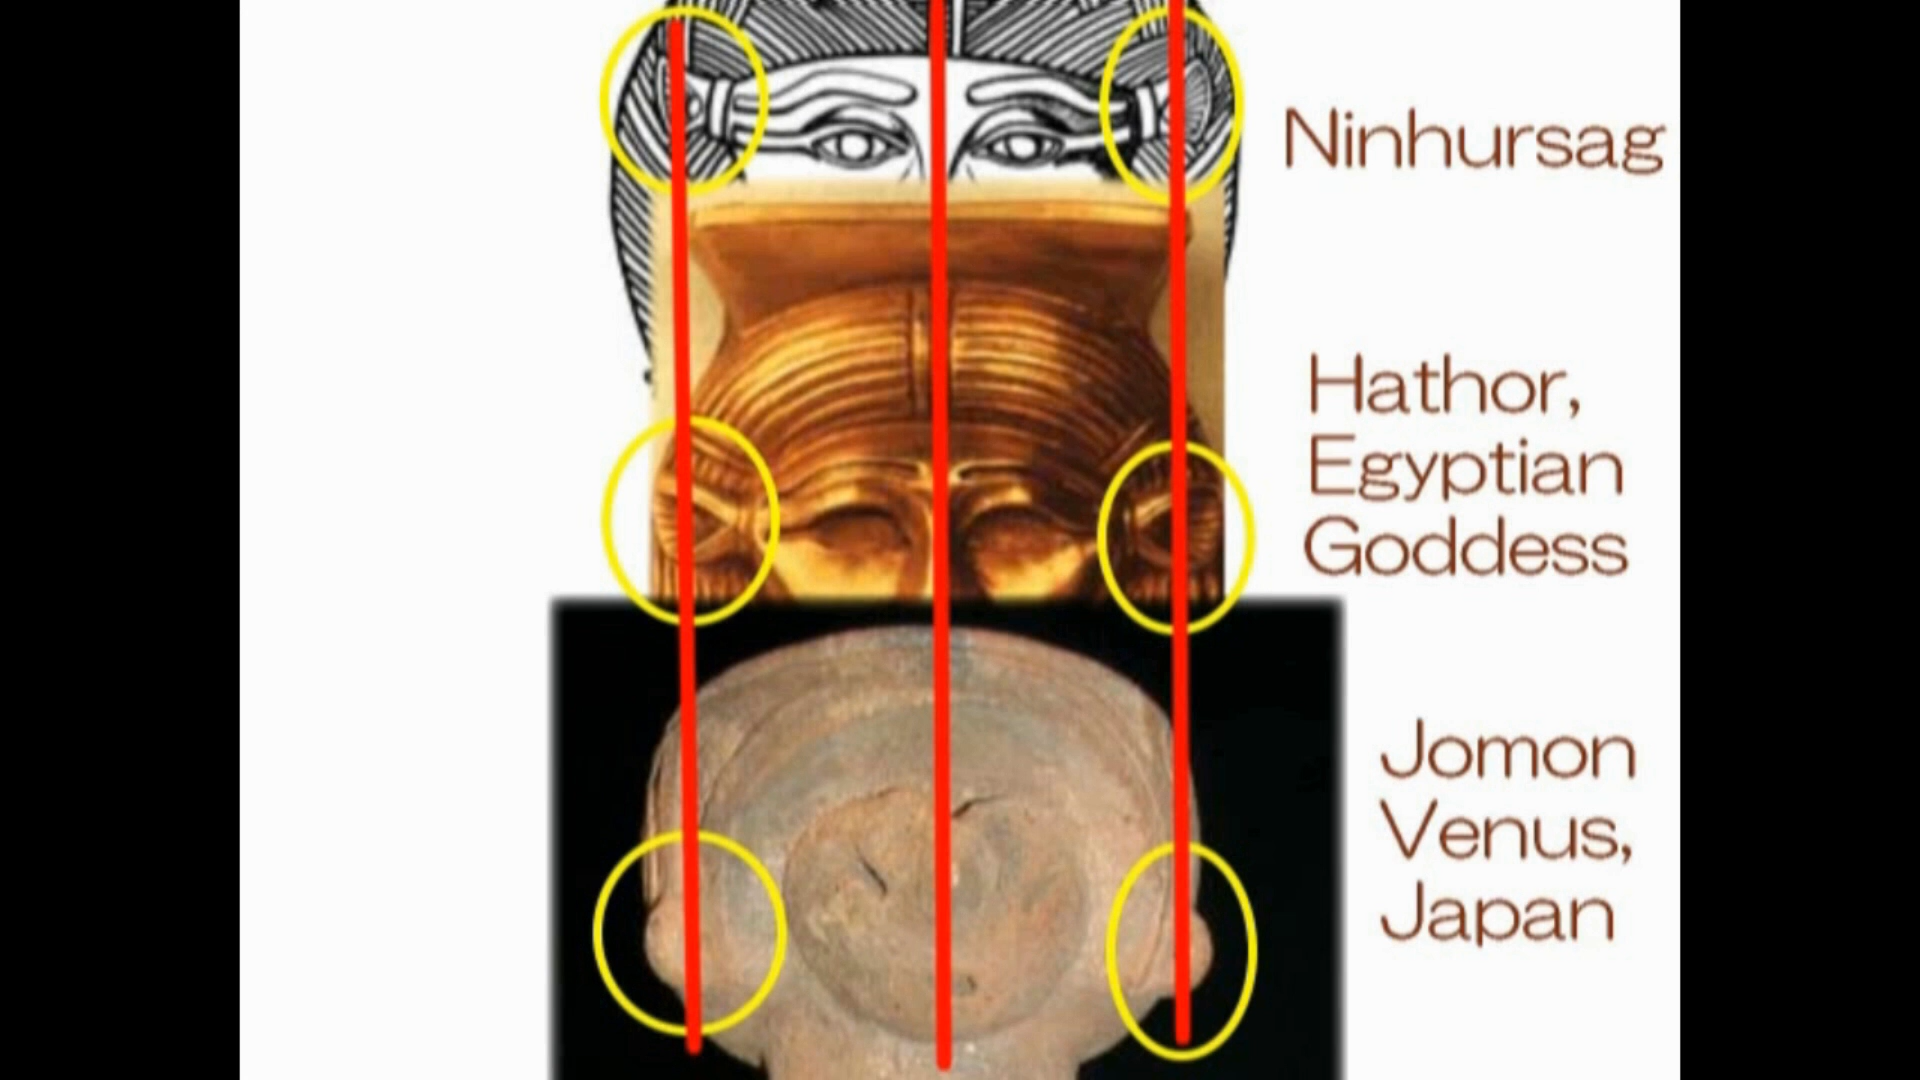 Ninhursag
Hathor,
Egyptian
Goddess
Jomon
Venus,
Japan